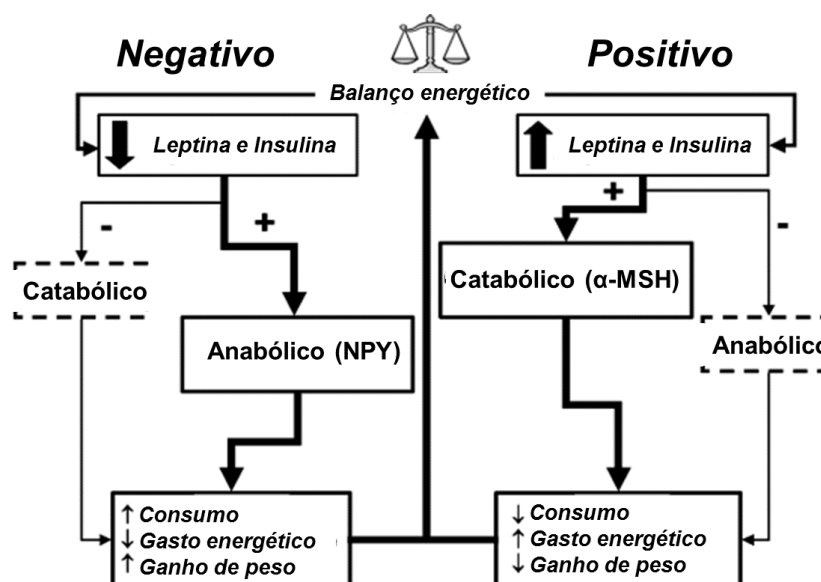 Negativo
Positivo
Balanço energético
Leptina e Insulina
Leptina e Insulina
-
+
+
-
Catabólico
Catabólico (α-MSH)
Anabólico (NPY)
Anabólico
↑ Consumo
↓ Gasto energético
↑ Ganho de peso
↓ Consumo
↑ Gasto energético
↓ Ganho de peso